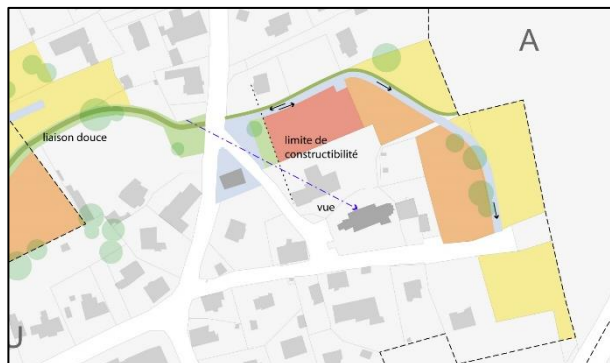 A
liaison douce
limite de
constructibilité
vue
U